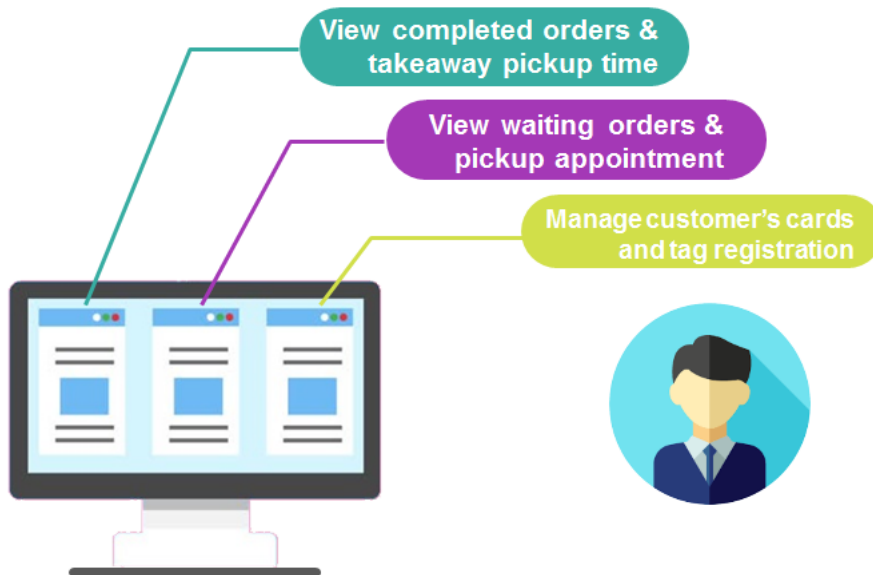 View completed orders &
takeaway pickup time
View waiting orders &
pickup appointment
Manage customer’s cards
and tag registration